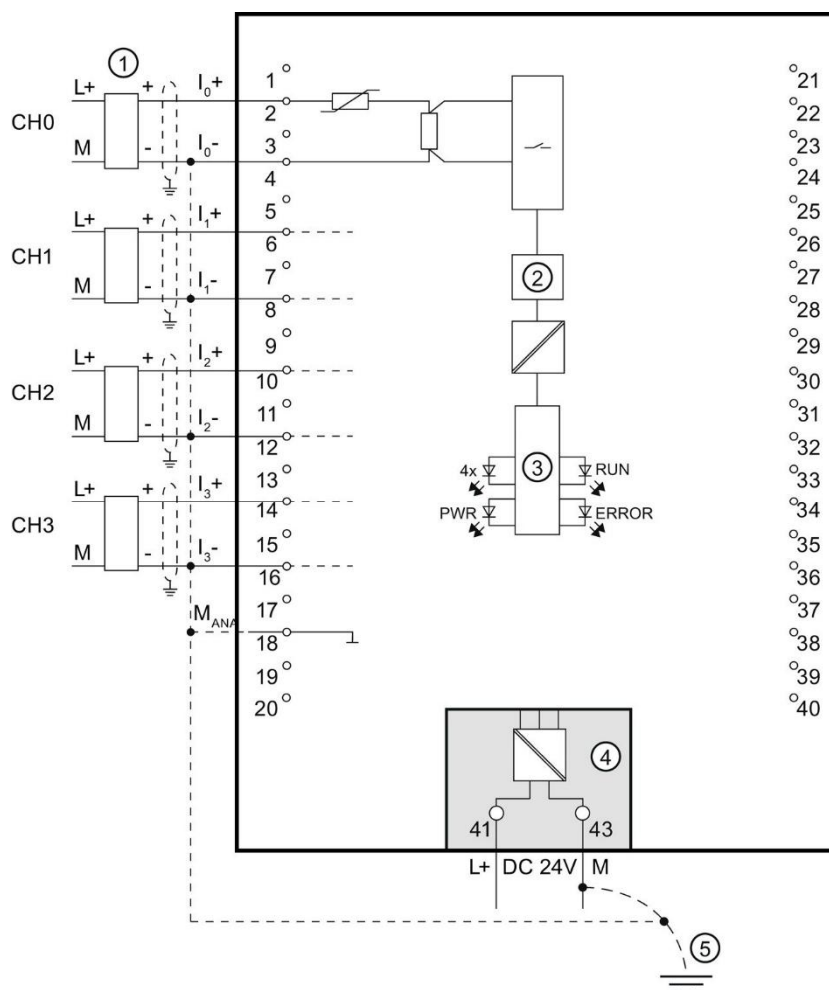 ①
L+ + I0+ 1 21
CH0 2 22
M - I0- 3 23
4 24
L+ + I1+ 5 25
6 26
CH1 7 27
M - I1- 8 28
②
9 29
L+ + I2+ 10 30
CH2 11 31
M - I2- 12 32
4x ③ RUN
13 33
L+ + I3+ 14 34
PWR ERROR
CH3 15 35
M - I3- 16 36
17 37
MANA 18 38
19 39
20 40
④
41 43
L+ DC 24V M
⑤